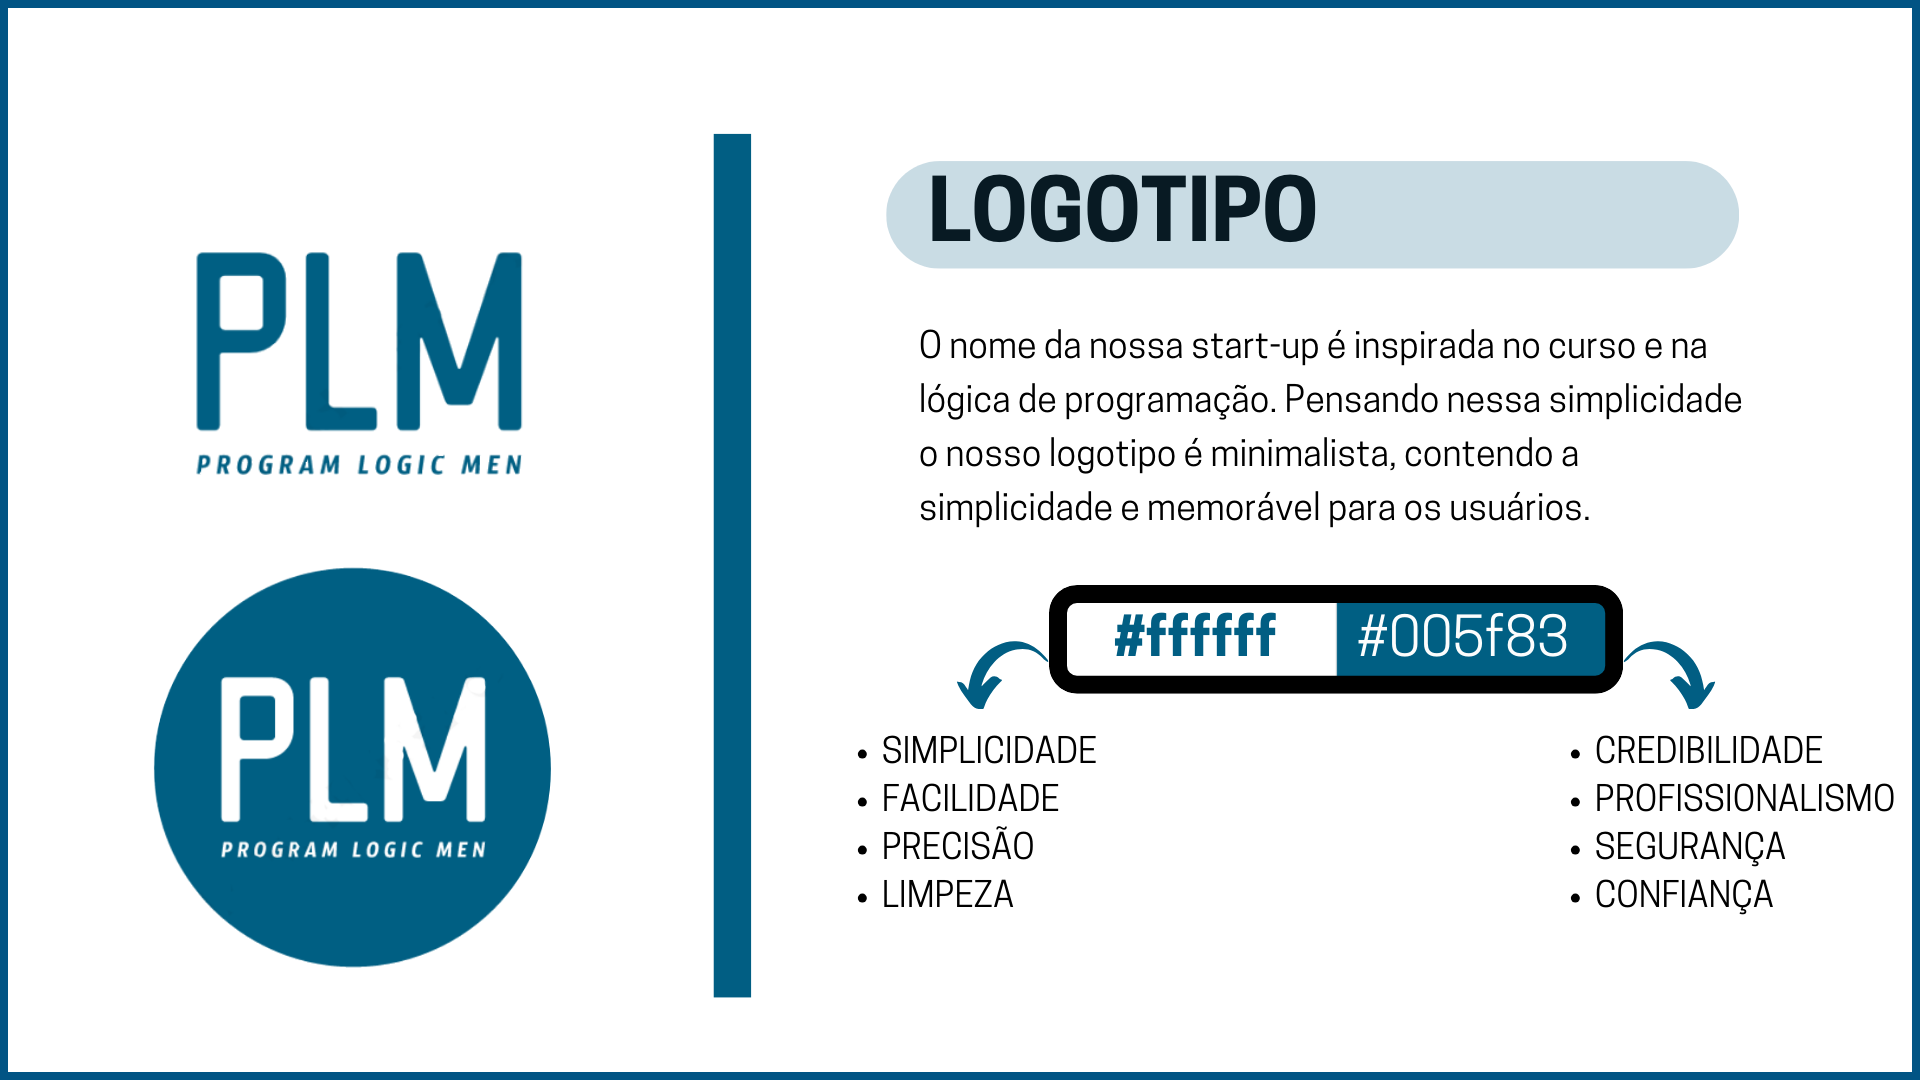 PLM
PROGRAM LOGIC MEN
PLM
PROGRAM LOGIC MEN
LOGOTIPO
O nome da nossa start-up é inspirada no curso e na
lógica de programação. Pensando nessa simplicidade
o nosso logotipo é minimalista, contendo a
simplicidade e memorável para os usuários.
#ffffff
#005f83
• SIMPLICIDADE
• FACILIDADE
• PRECISÃO
• LIMPEZA
• CREDIBILIDADE
• PROFISSIONALISMO
• SEGURANÇA
• CONFIANÇA